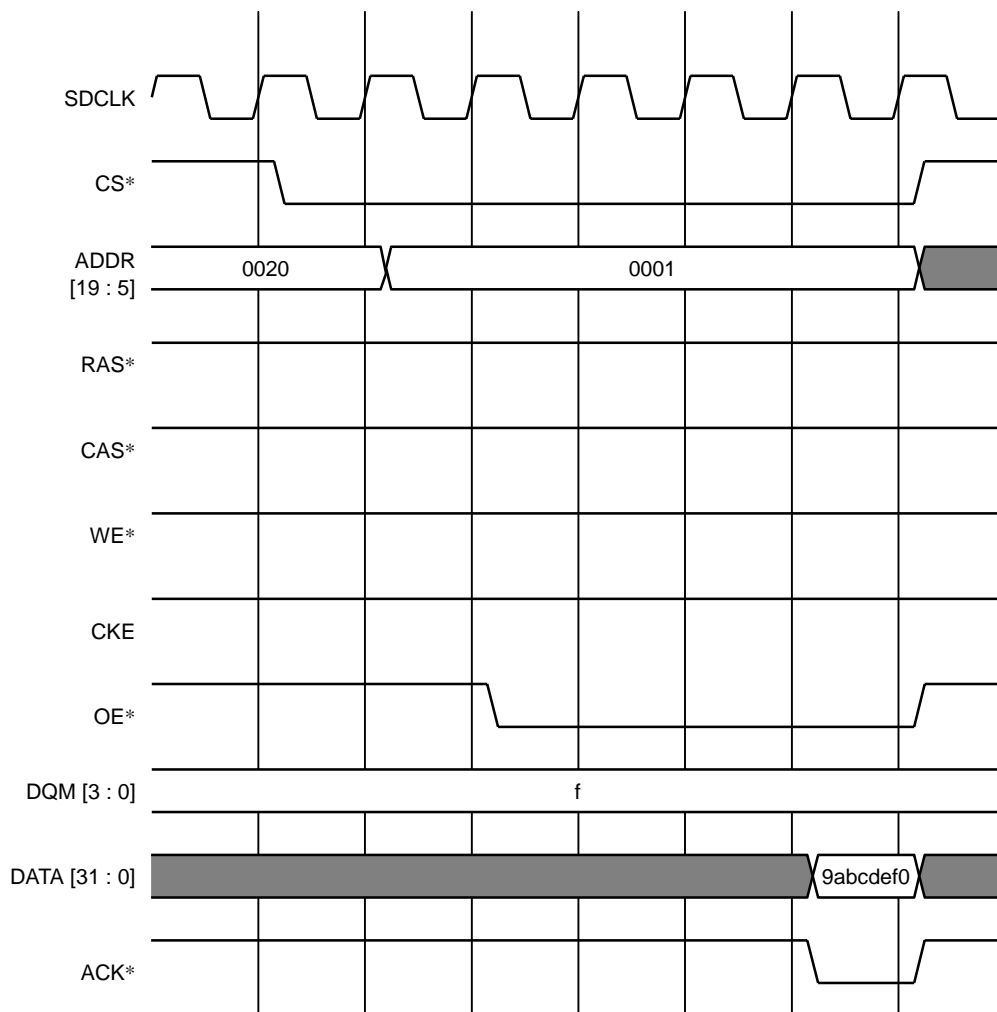 SDCLK
CS*
ADDR
[19 : 5]
0020
0001
RAS*
CAS*
WE*
CKE
OE*
DQM [3 : 0]
f
DATA [31 : 0]
9abcdef0
ACK*